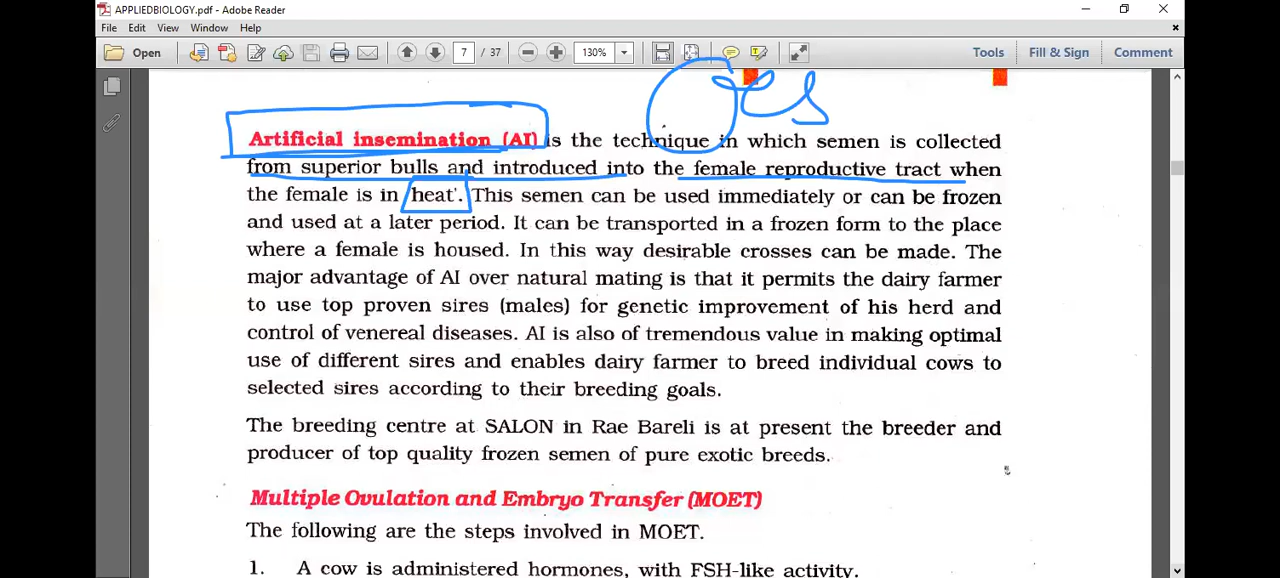 APPLIEDBIOLOGY.pdf - Adobe Reader
File Edit View Window Help
Open 7 / 37 130% Tools Fill & Sign Comment
Artificial insemination (AI) is the technique in which semen is collected
from superior bulls and introduced into the female reproductive tract when
the female is in 'heat'. This semen can be used immediately or can be frozen
and used at a later period. It can be transported in a frozen form to the place
where a female is housed. In this way desirable crosses can be made. The
major advantage of AI over natural mating is that it permits the dairy farmer
to use top proven sires (males) for genetic improvement of his herd and
control of venereal diseases. AI is also of tremendous value in making optimal
use of different sires and enables dairy farmer to breed individual cows to
selected sires according to their breeding goals.
The breeding centre at SALON in Rae Bareli is at present the breeder and
producer of top quality frozen semen of pure exotic breeds.
Multiple Ovulation and Embryo Transfer (MOET)
The following are the steps involved in MOET.
1. A cow is administered hormones, with FSH-like activity.